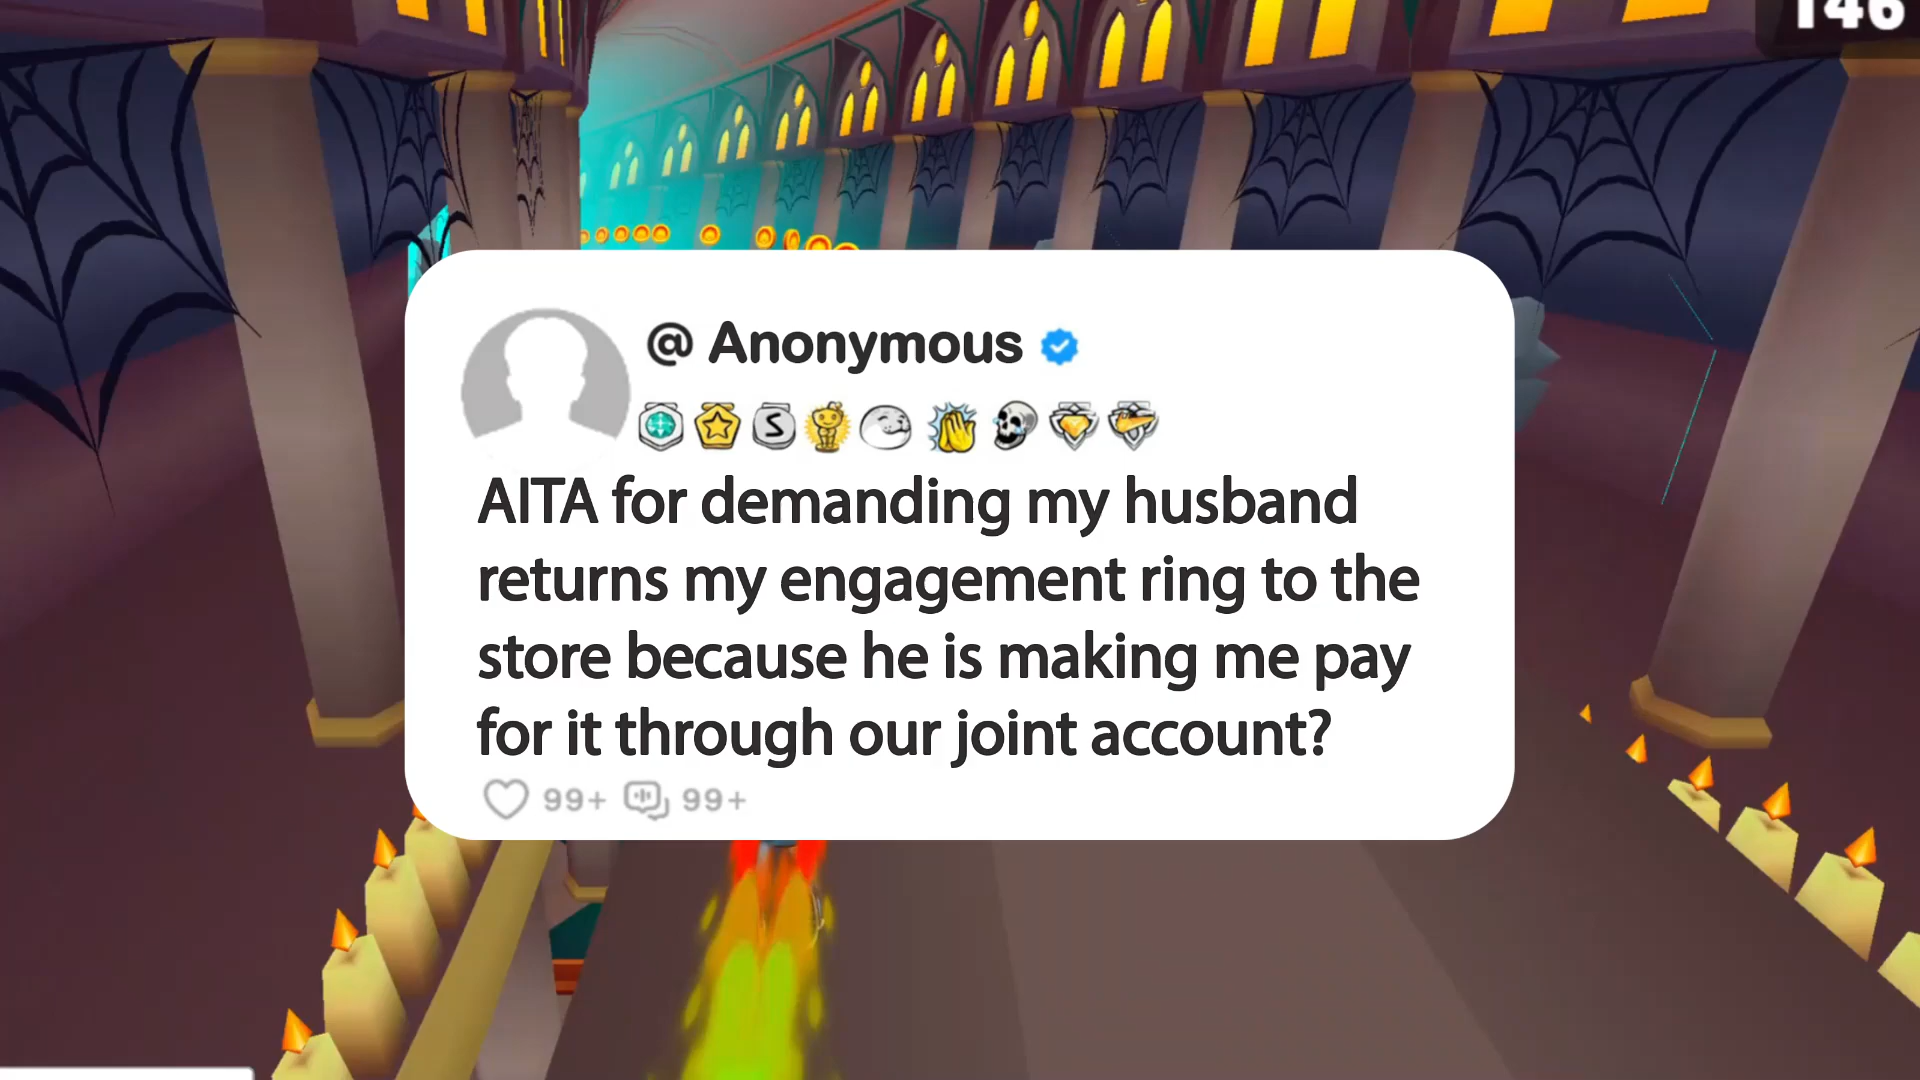 146
@ Anonymous
AITA for demanding my husband
returns my engagement ring to the
store because he is making me pay
for it through our joint account?
99+ 99+